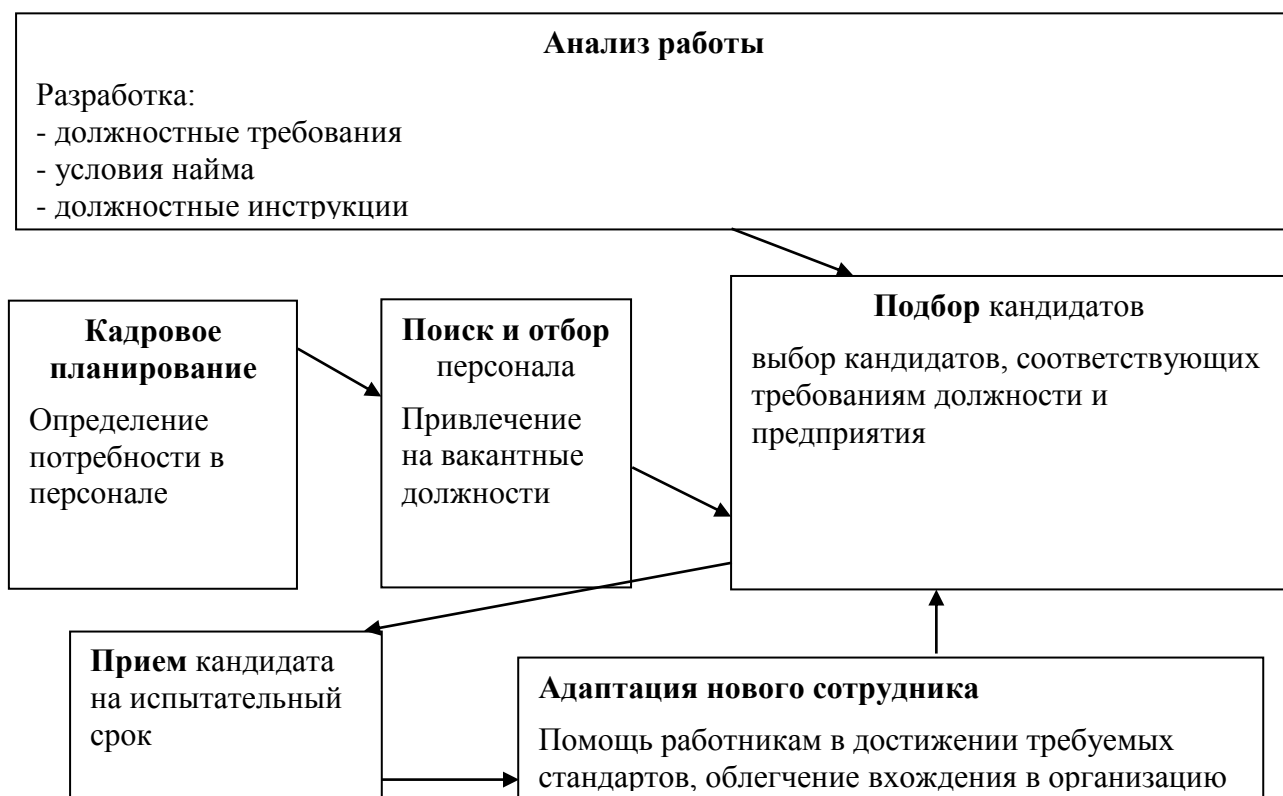 Анализ работы
Разработка:
- должностные требования
- условия найма
- должностные инструкции
Кадровое
планирование
Определение
потребности в
персонале
Поиск и отбор
персонала
Привлечение
на вакантные
должности
Подбор кандидатов
выбор кандидатов, соответствующих
требованиям должности и
предприятия
Прием кандидата
на испытательный
срок
Адаптация нового сотрудника
Помощь работникам в достижении требуемых
стандартов, облегчение вхождения в организацию